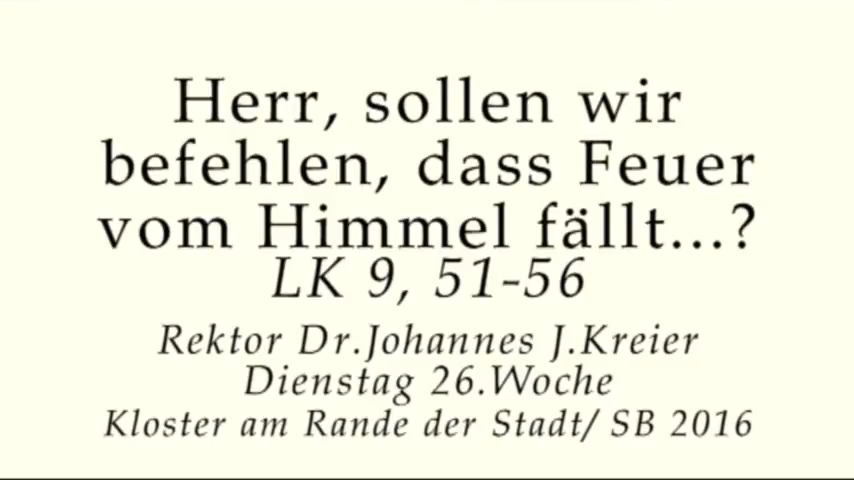 Herr, sollen wir
befehlen, dass Feuer
vom Himmel fällt...?
LK 9, 51-56
Rektor Dr.Johannes J.Kreier
Dienstag 26.Woche
Kloster am Rande der Stadt/ SB 2016